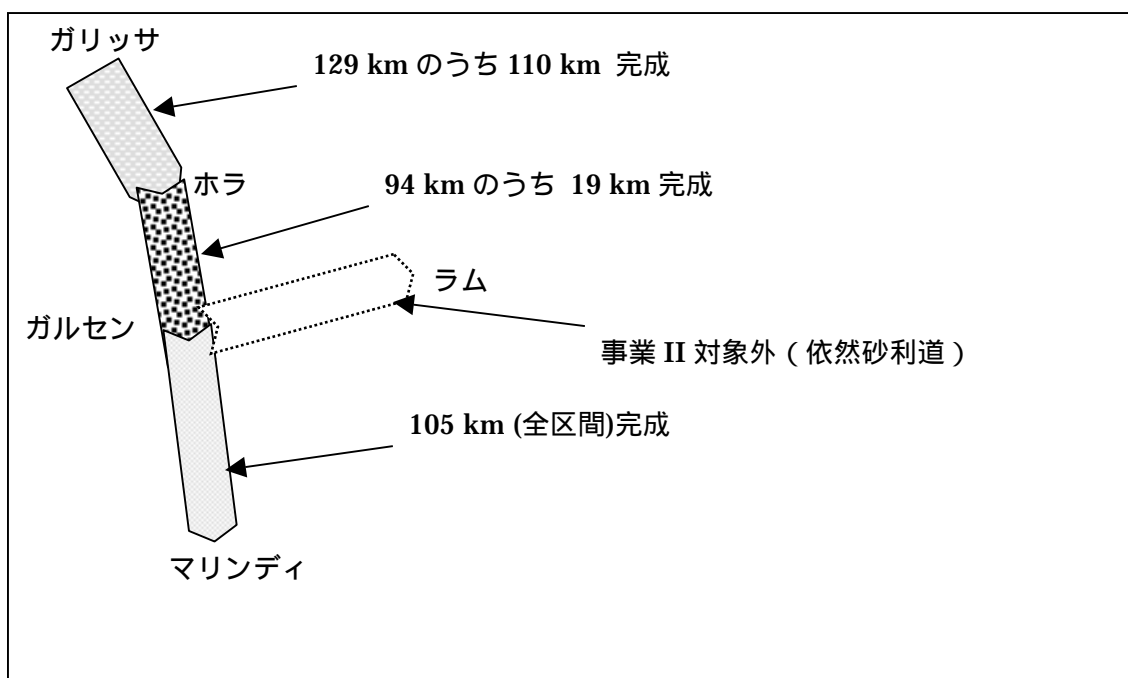 ガリッサ
129 km のうち 110 km 完成
ホラ
94 km のうち 19 km 完成
ラム
ガルセン
事業 II 対象外（依然砂利道）
105 km (全区間)完成
マリンディ